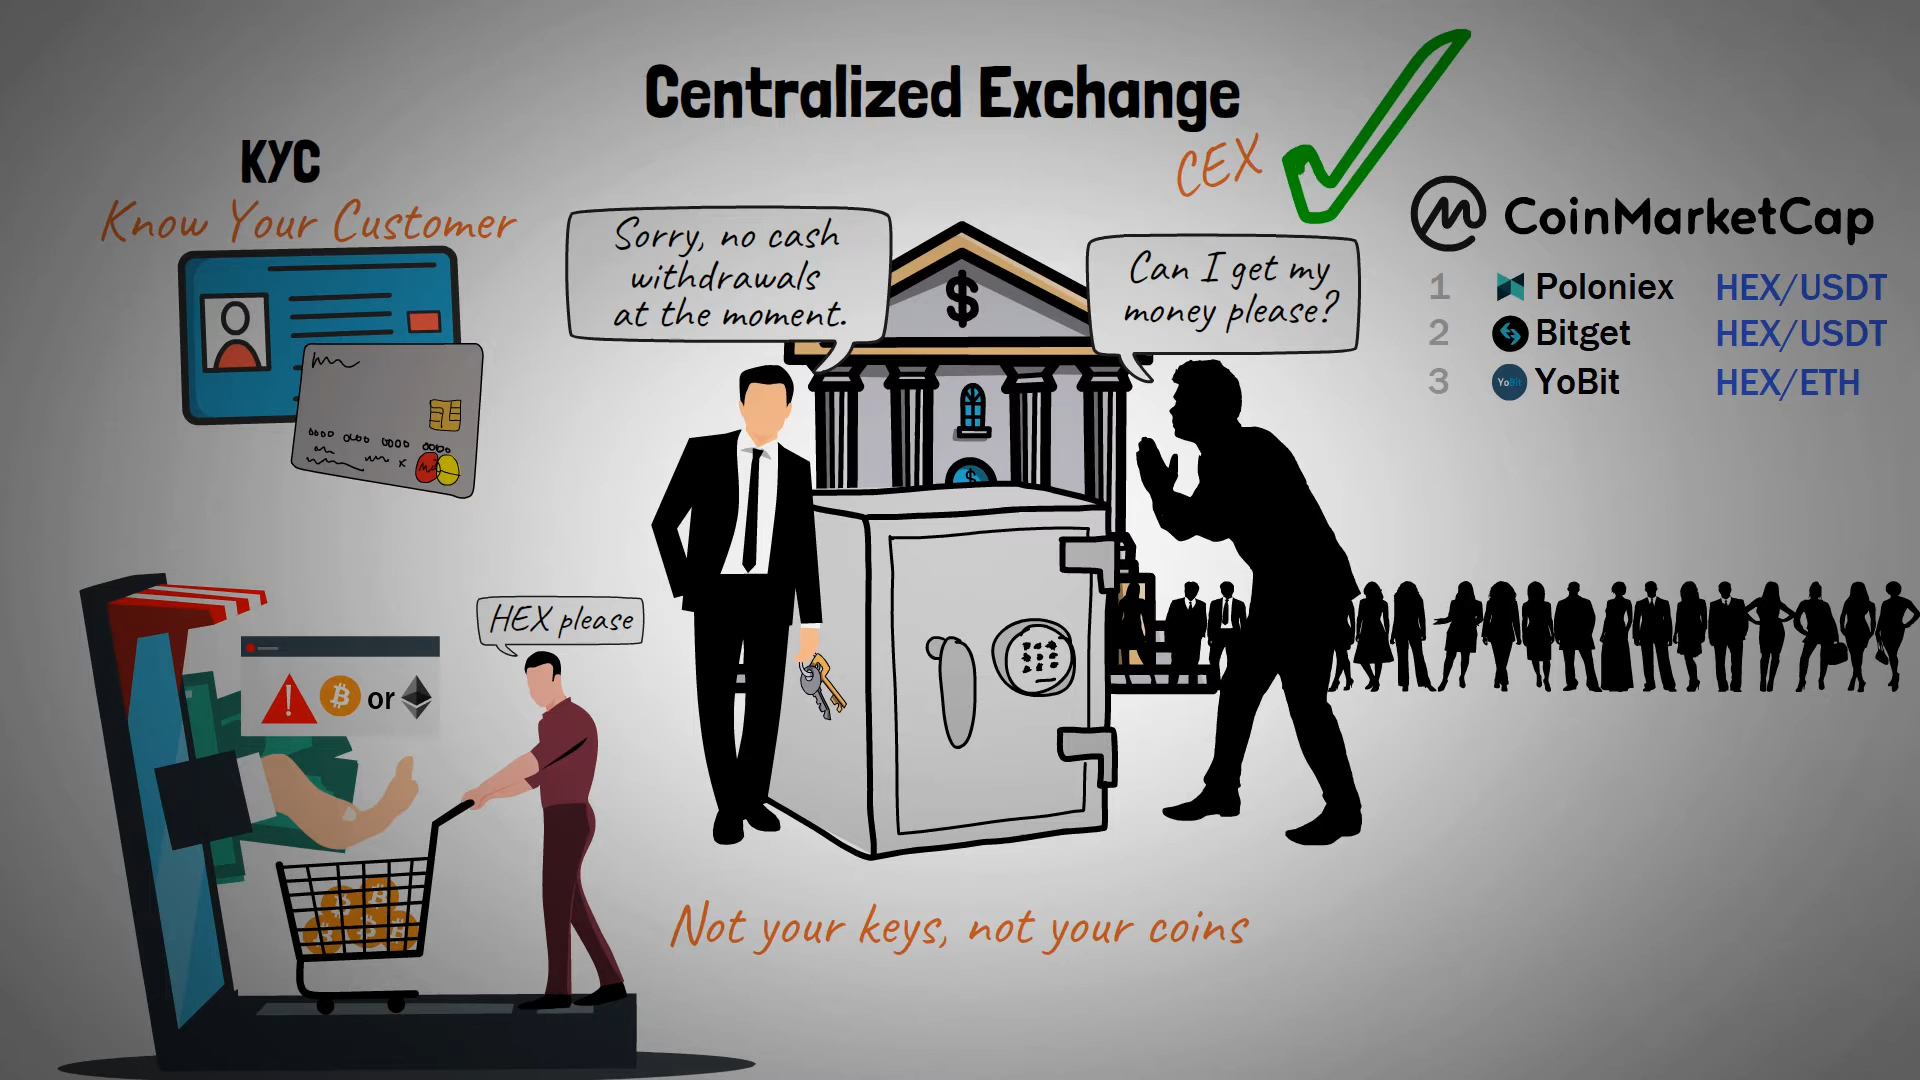 Centralized Exchange
CEX
KYC
Know Your Customer
Sorry, no cash
withdrawals
at the moment.
Can I get my
money please?
$
$
CoinMarketCap
1 Poloniex HEX/USDT
2 Bitget HEX/USDT
3 YoBit YoBit HEX/ETH
HEX please
! or
Not your keys, not your coins